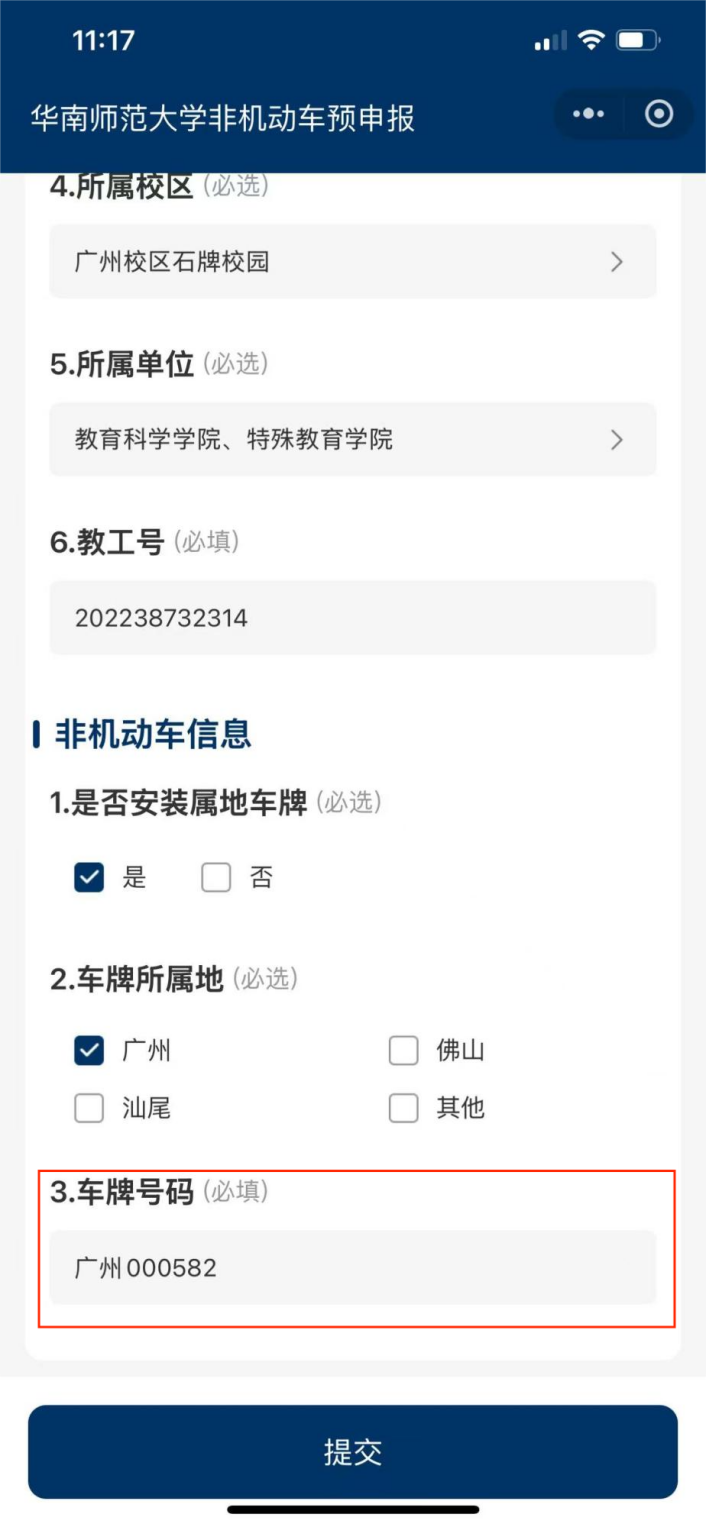 11:17
华南师范大学非机动车预申报
4.所属校区 (必选)
广州校区石牌校园
5.所属单位 (必选)
教育科学学院、特殊教育学院
6.教工号 (必填)
202238732314
非机动车信息
1.是否安装属地车牌 (必选)
是 否
2.车牌所属地 (必选)
广州 佛山
汕尾 其他
3.车牌号码 (必填)
广州000582
提交